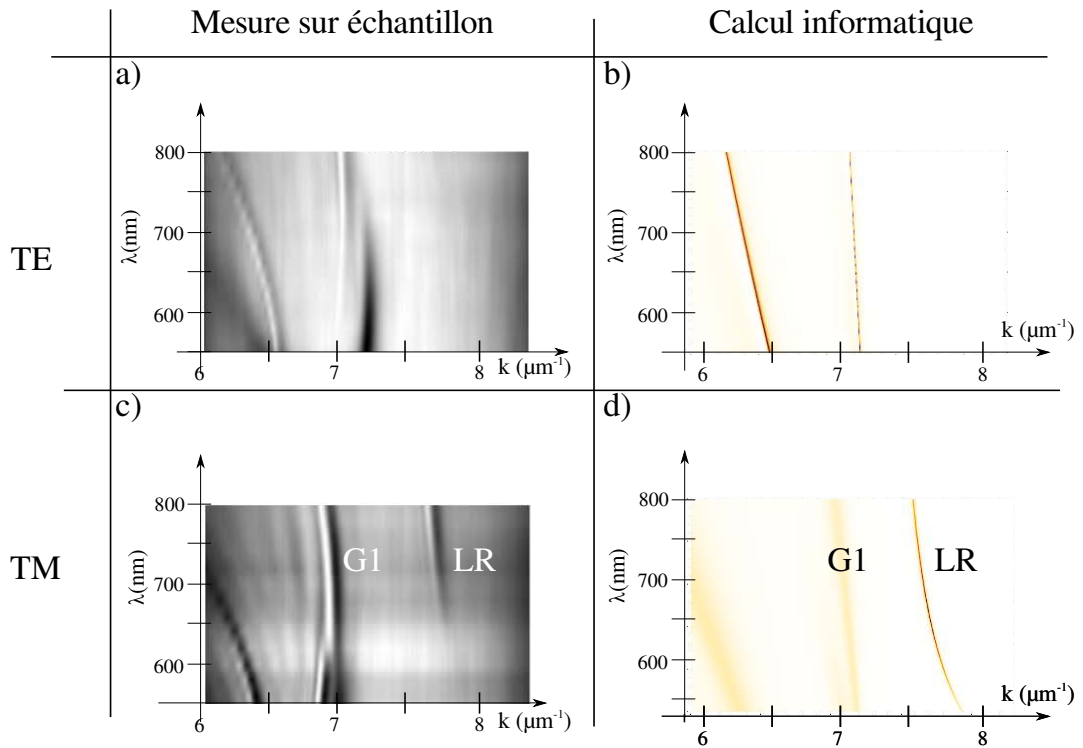 Mesure sur échantillon
Calcul informatique
TE
a)
800
700
600
λ(nm)
6
7
8
k (μm⁻¹)
b)
800
700
600
λ(nm)
6
7
8
k (μm⁻¹)
TM
c)
800
700
600
λ(nm)
G1
LR
6
7
8
k (μm⁻¹)
d)
800
700
600
λ(nm)
G1
LR
6
7
8
k (μm⁻¹)